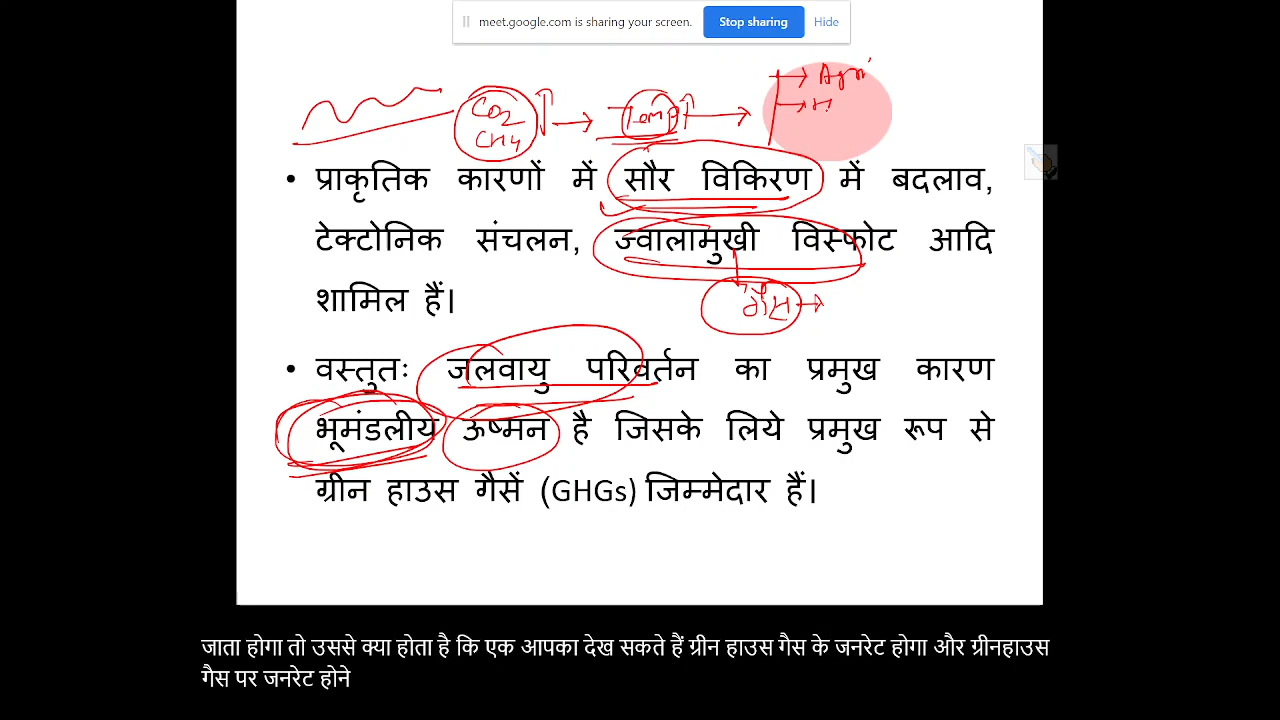 meet.google.com is sharing your screen. Stop sharing Hide
CO2 CH4 → Temp → Agri
प्राकृतिक कारणों में सौर विकिरण में बदलाव,
टेक्टोनिक संचलन, ज्वालामुखी विस्फोट आदि
शामिल हैं।
गैस →
वस्तुतः जलवायु परिवर्तन का प्रमुख कारण
भूमंडलीय ऊष्मन है जिसके लिये प्रमुख रूप से
ग्रीन हाउस गैसें (GHGs) जिम्मेदार हैं।
जाता होगा तो उससे क्या होता है कि एक आपका देख सकते हैं ग्रीन हाउस गैस के जनरेट होगा और ग्रीनहाउस
गैस पर जनरेट होने